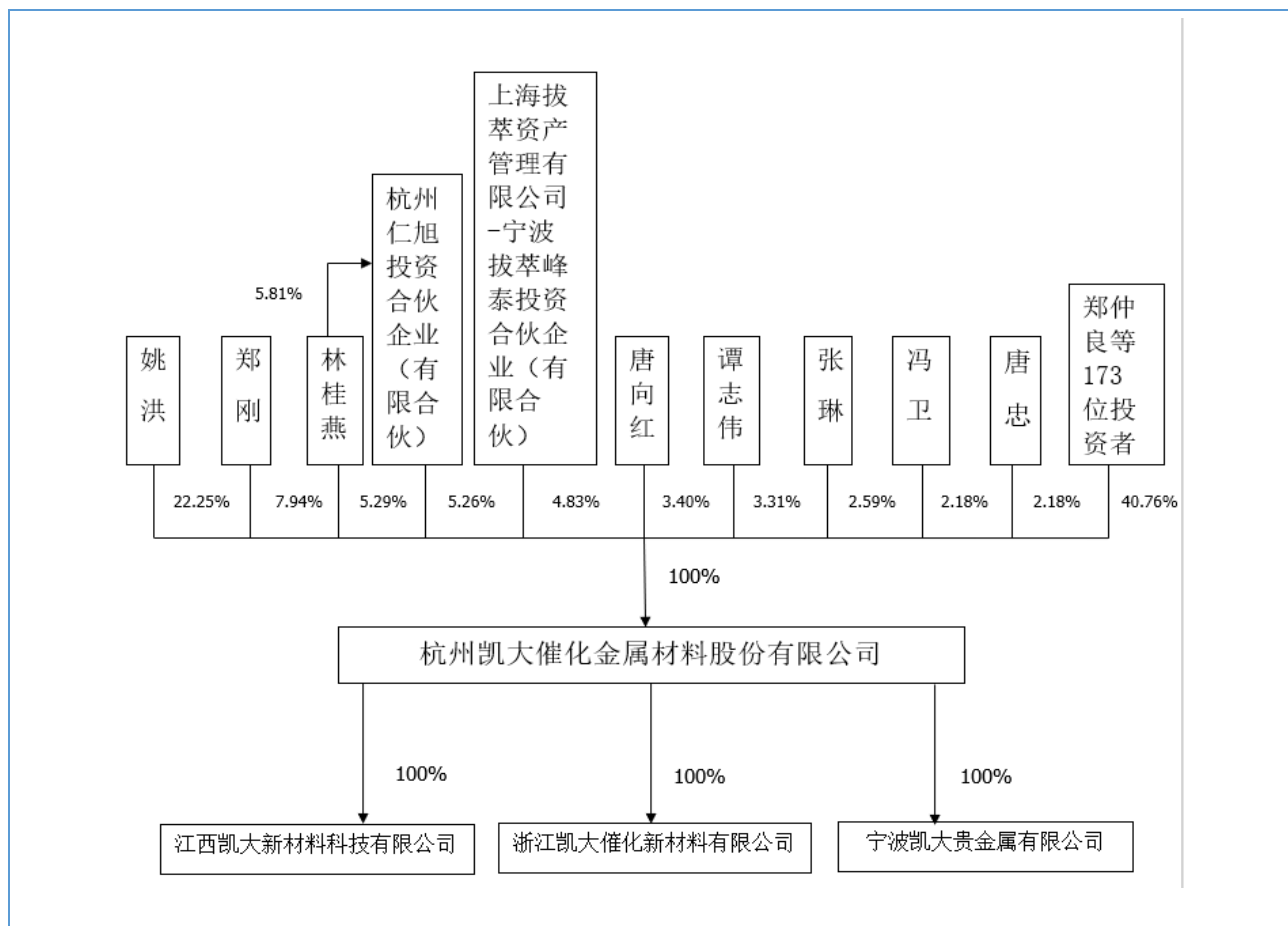 上海拔
萃资产
管理有
限公司
-宁波
拔萃峰
泰投资
合伙企
业（有
限合
伙）
杭州
仁旭
投资
合伙
企业
（有
限合
伙）
5.81%
郑仲
良等
173
位投
资者
姚
洪
郑
刚
林
桂
燕
唐
向
红
谭
志
伟
张
琳
冯
卫
唐
忠
22.25%
7.94%
5.29%
5.26%
4.83%
3.40%
3.31%
2.59%
2.18%
2.18%
40.76%
100%
杭州凯大催化金属材料股份有限公司
100%
100%
100%
江西凯大新材料科技有限公司
浙江凯大催化新材料有限公司
宁波凯大贵金属有限公司